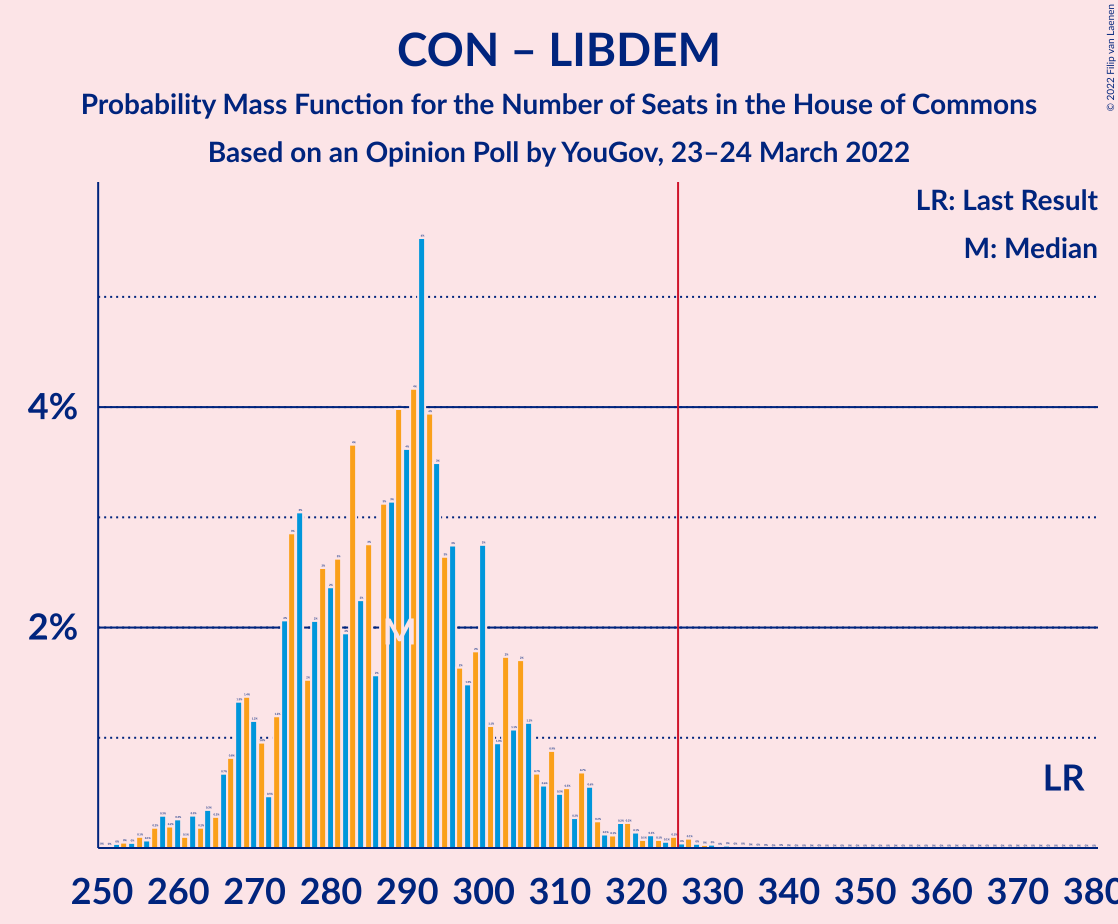 CON – LIBDEM
Probability Mass Function for the Number of Seats in the House of Commons
Based on an Opinion Poll by YouGov, 23–24 March 2022
© 2022 Filip van Laenen
LR: Last Result
M: Median
4%
2%
M
LR
250 260 270 280 290 300 310 320 330 340 350 360 370 380